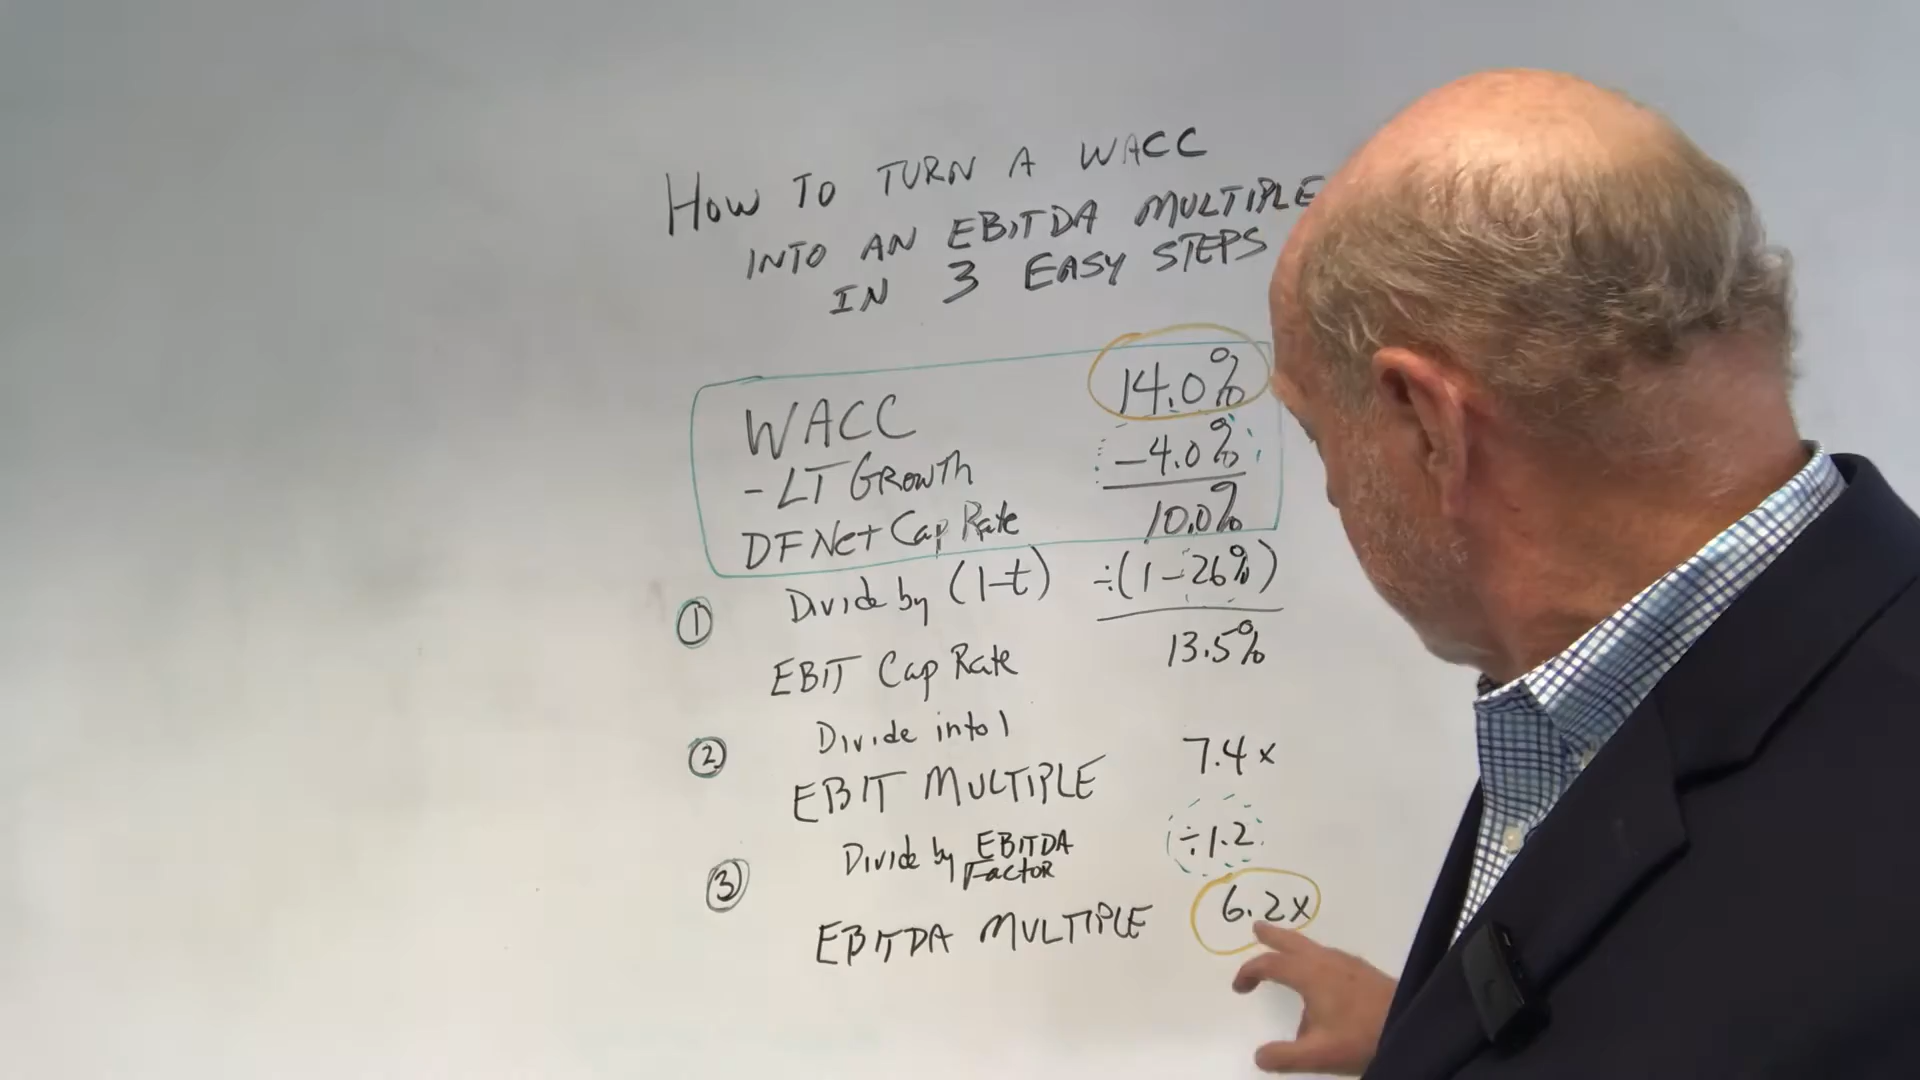 HOW TO TURN A WACC
INTO AN EBITDA MULTIPLE
IN 3 EASY STEPS
WACC 14.0%
- LT GROWTH -4.0%
DF Net Cap Rate 10.0%
① Divide by (1-t) ÷(1-26%)
EBIT Cap Rate 13.5%
② Divide into 1
EBIT MULTIPLE 7.4x
③ Divide by EBITDA Factor ÷1.2
EBITDA MULTIPLE 6.2x